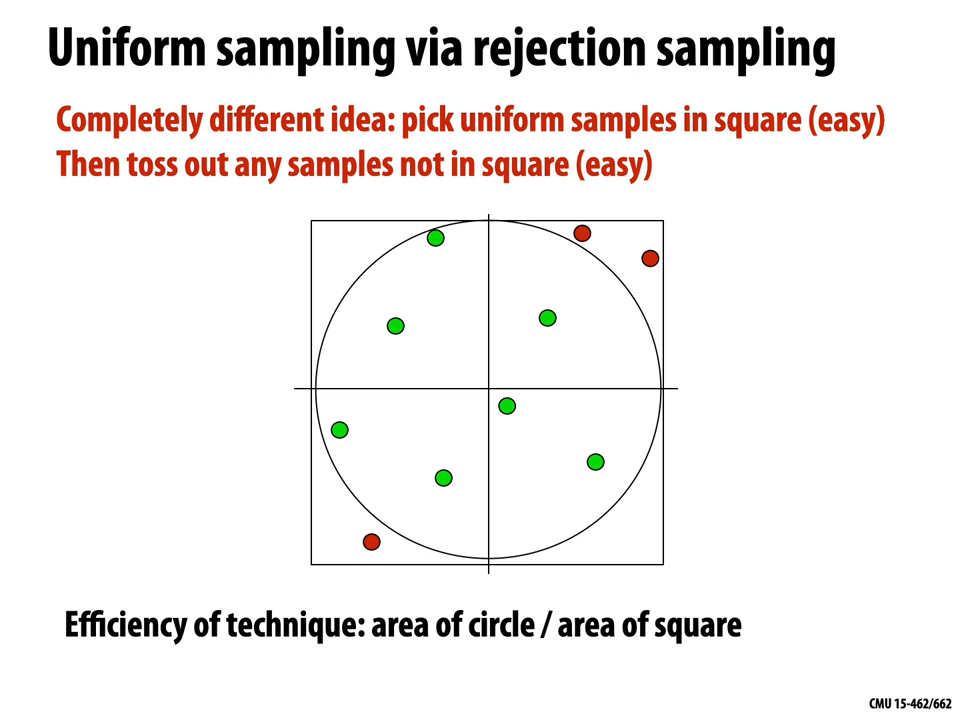 Uniform sampling via rejection sampling
Completely different idea: pick uniform samples in square (easy)
Then toss out any samples not in square (easy)
Efficiency of technique: area of circle / area of square
CMU 15-462/662